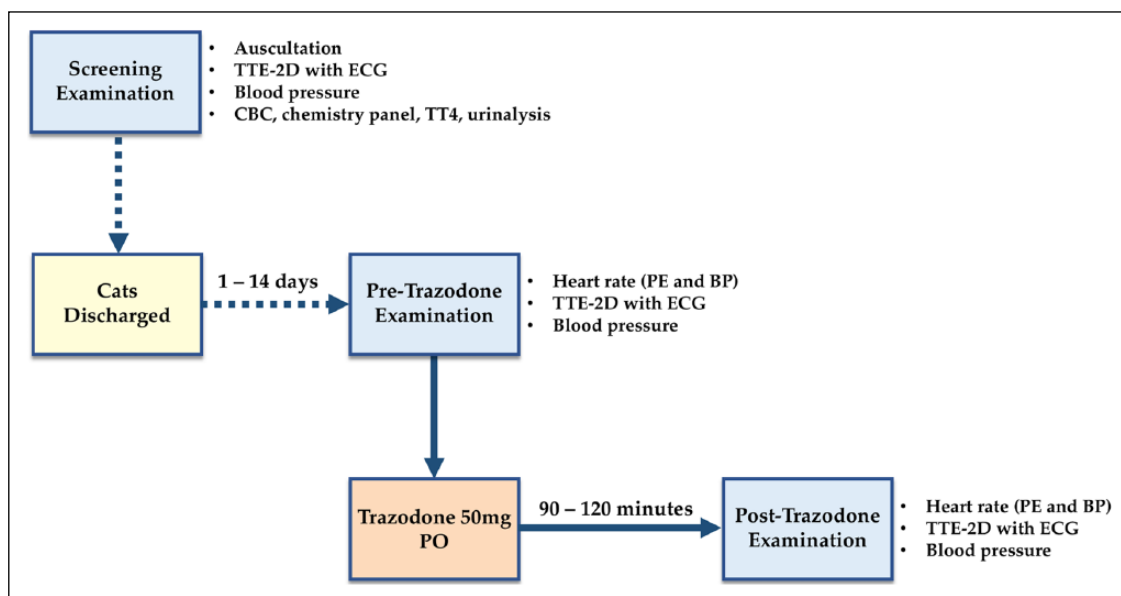 Screening
Examination
• Auscultation
• TTE-2D with ECG
• Blood pressure
• CBC, chemistry panel, TT4, urinalysis
Cats
Discharged
1 – 14 days
Pre-Trazodone
Examination
• Heart rate (PE and BP)
• TTE-2D with ECG
• Blood pressure
Trazodone 50mg
PO
90 – 120 minutes
Post-Trazodone
Examination
• Heart rate (PE and BP)
• TTE-2D with ECG
• Blood pressure